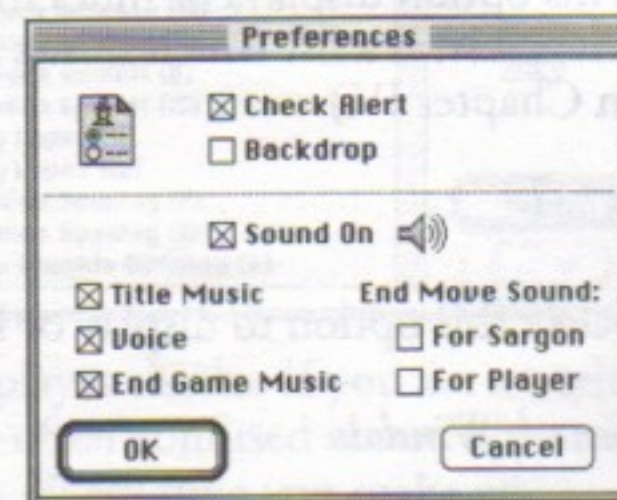 Preferences
Check Alert
Backdrop
Sound On
Title Music
End Move Sound:
Voice
For Sargon
End Game Music
For Player
OK
Cancel